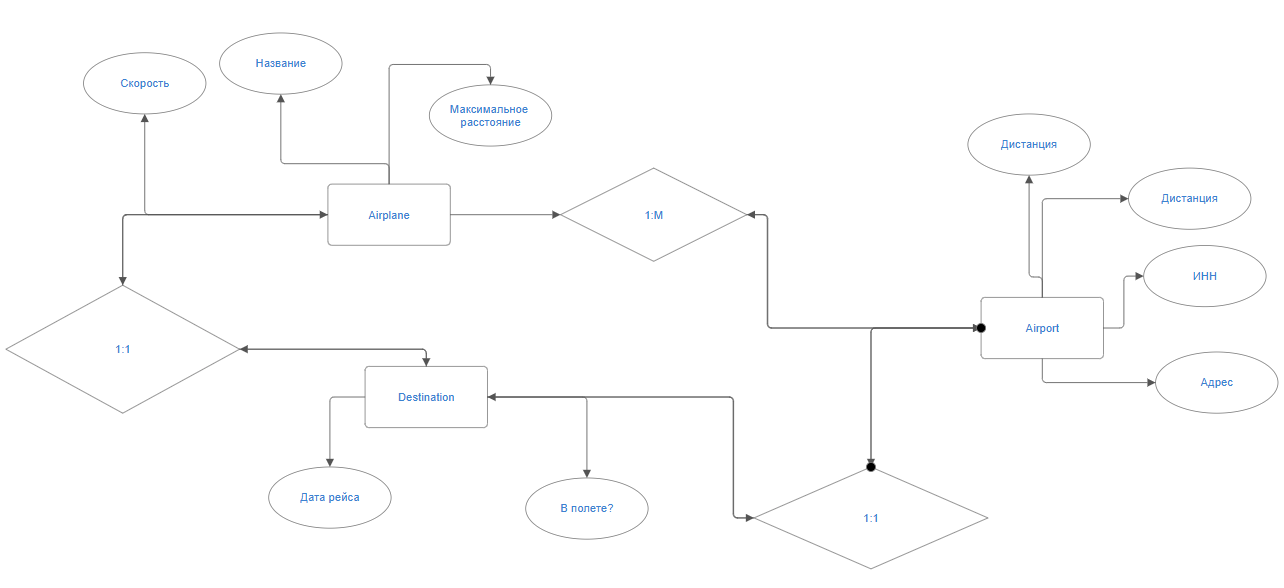 Название
Скорость
Максимальное
расстояние
Дистанция
Дистанция
Airplane
1:M
ИНН
Airport
1:1
Адрес
Destination
Дата рейса
В полете?
1:1